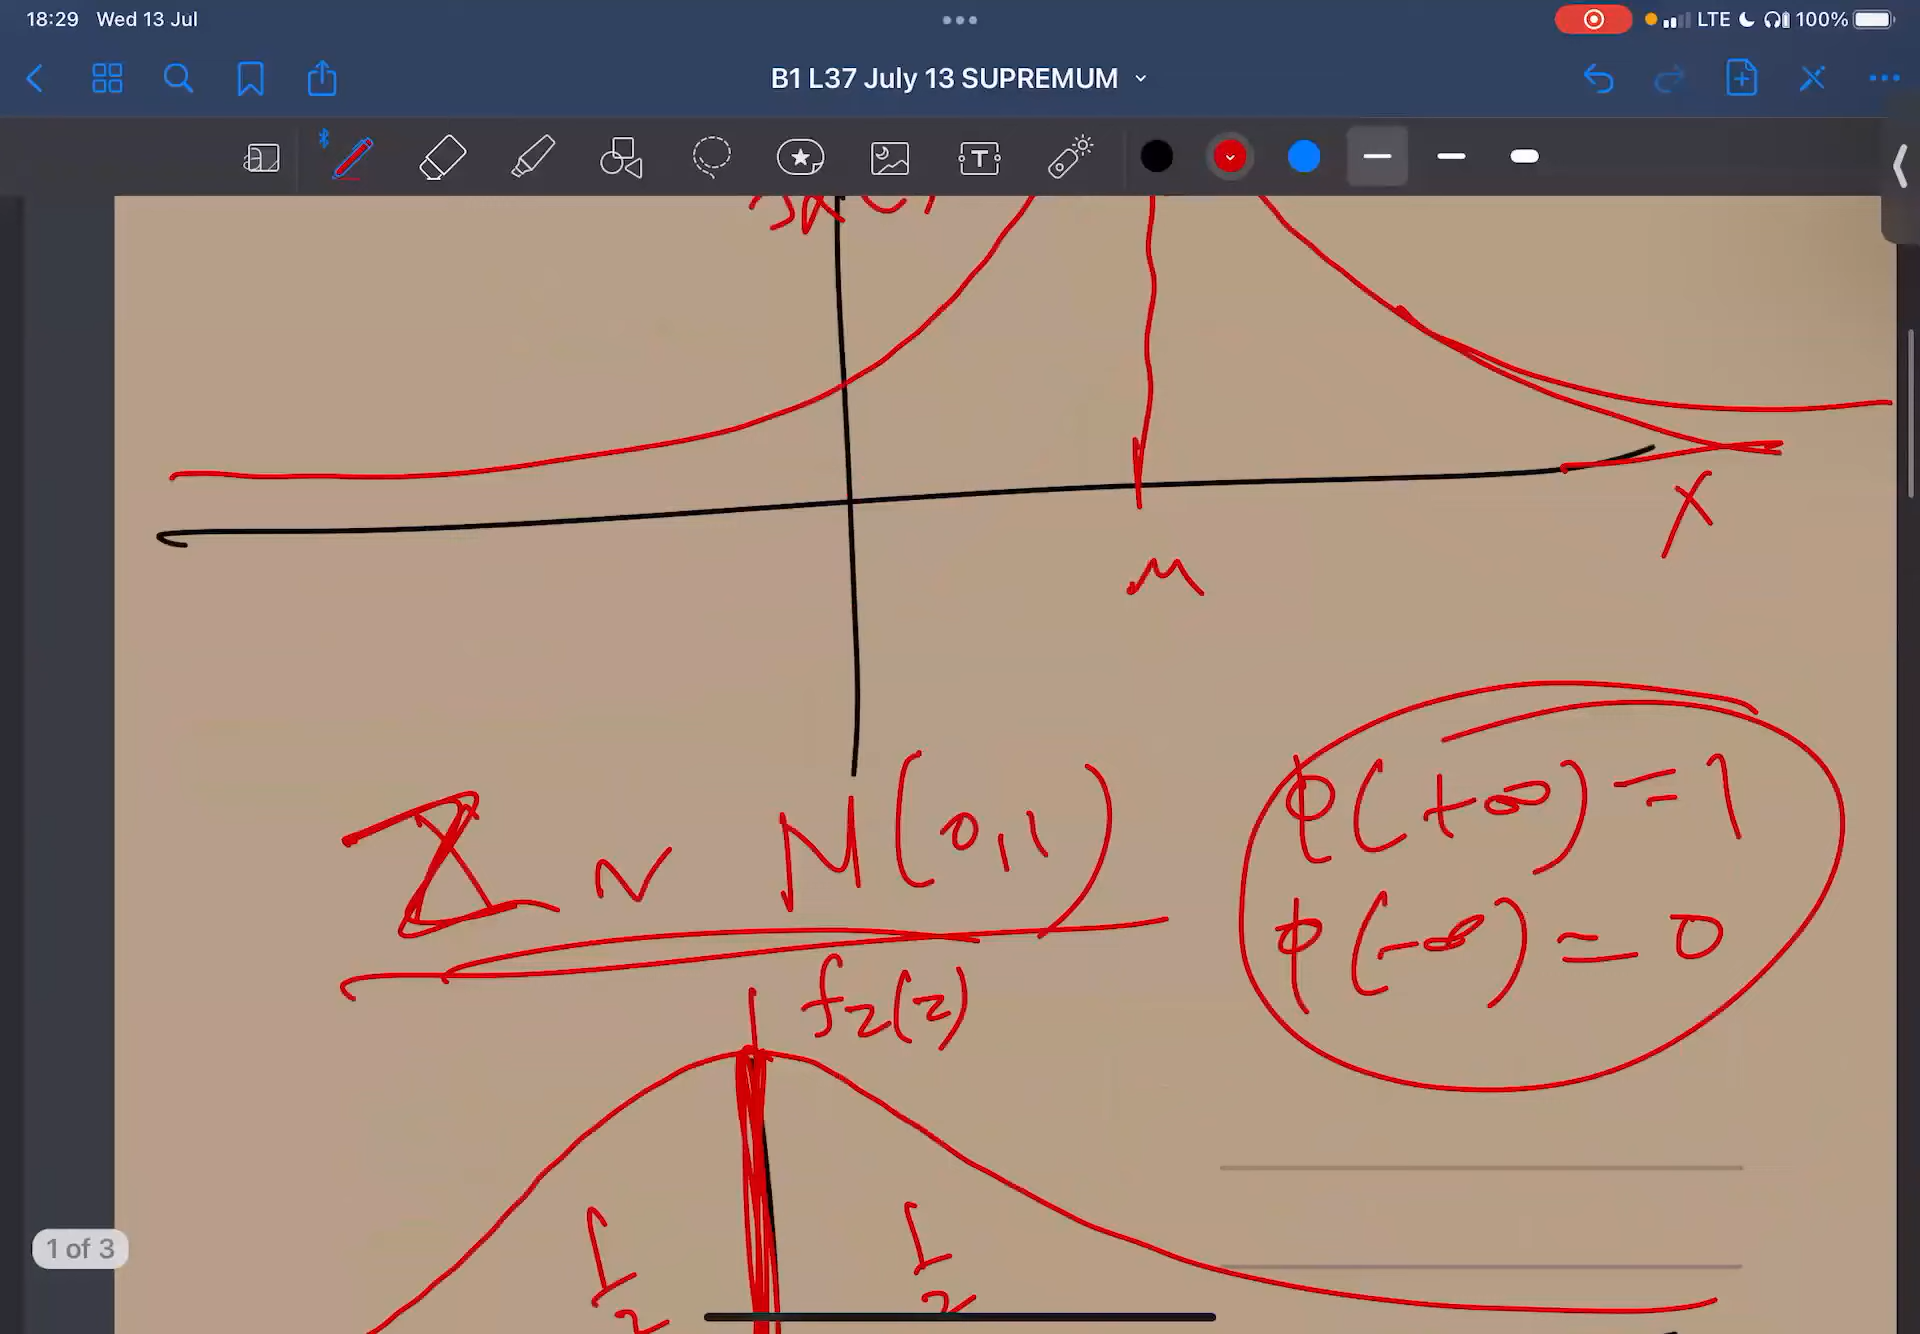 18:29 Wed 13 Jul
LTE 100%
B1 L37 July 13 SUPREMUM
T
X
μ
Z ~ N(0,1)
φ(+∞) = 1
φ(-∞) = 0
fz(z)
1/2 1/2
1 of 3